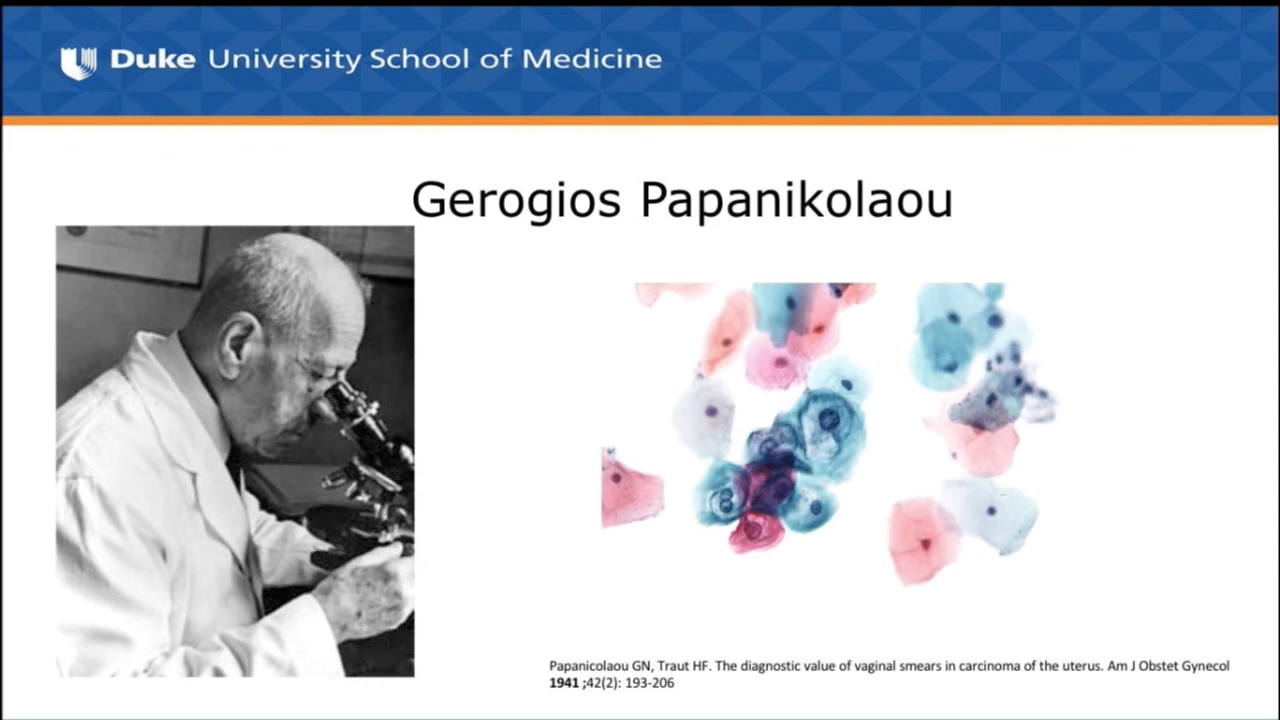 Duke University School of Medicine
Gerogios Papanikolaou
Papanicolaou GN, Traut HF. The diagnostic value of vaginal smears in carcinoma of the uterus. Am J Obstet Gynecol
1941 ;42(2): 193-206